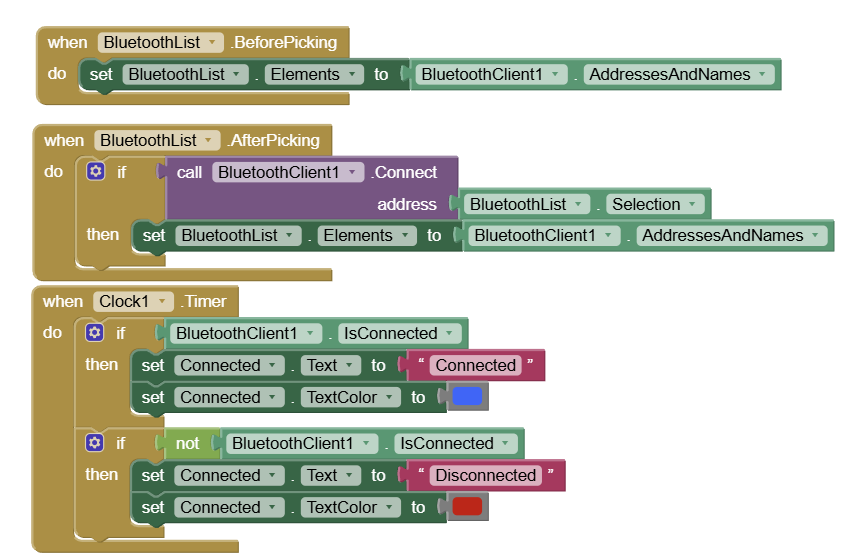 when BluetoothList .BeforePicking
do set BluetoothList . Elements to BluetoothClient1 . AddressesAndNames
when BluetoothList .AfterPicking
do if call BluetoothClient1 .Connect
address BluetoothList . Selection
then set BluetoothList . Elements to BluetoothClient1 . AddressesAndNames
when Clock1 .Timer
do if BluetoothClient1 . IsConnected
then set Connected . Text to “ Connected ”
set Connected . TextColor to
if not BluetoothClient1 . IsConnected
then set Connected . Text to “ Disconnected ”
set Connected . TextColor to